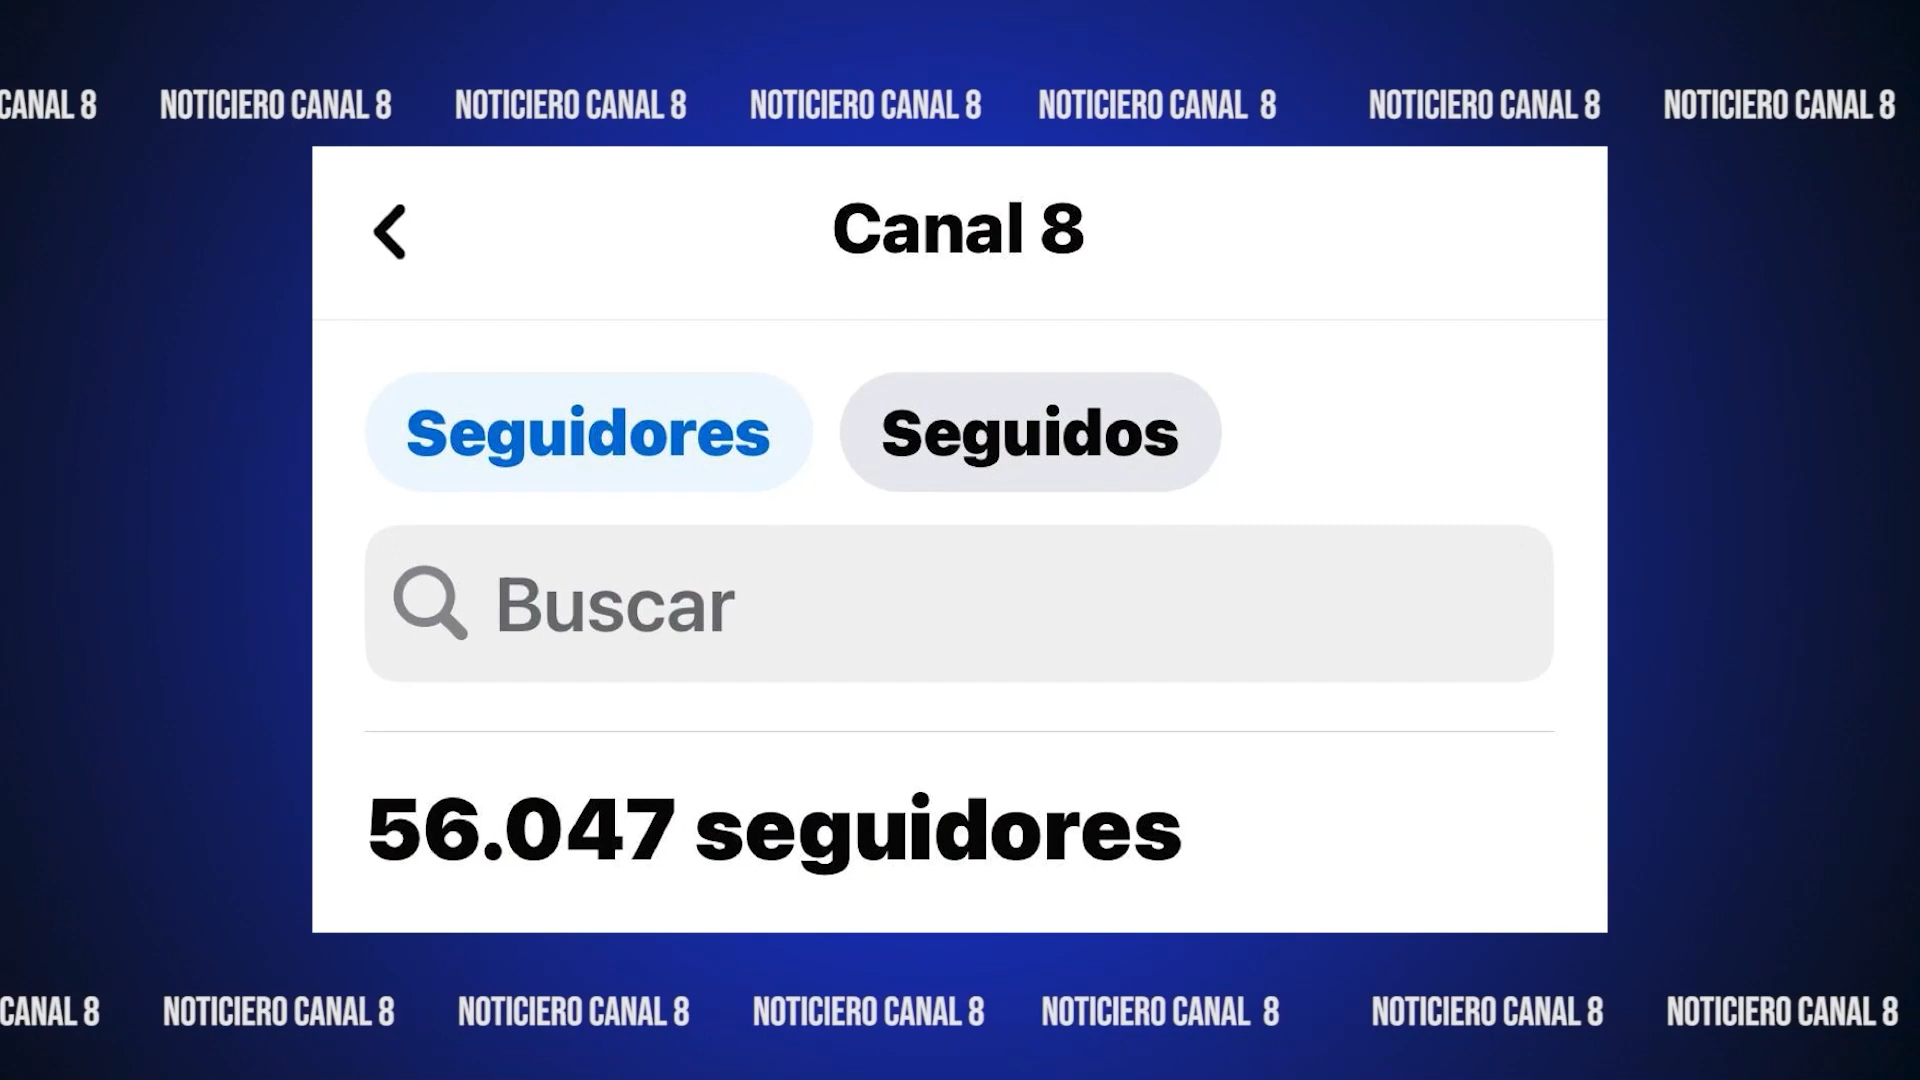 CANAL 8 NOTICIERO CANAL 8 NOTICIERO CANAL 8 NOTICIERO CANAL 8 NOTICIERO CANAL 8 NOTICIERO CANAL 8 NOTICIERO CANAL 8
Canal 8
Seguidores Seguidos
Buscar
56.047 seguidores
CANAL 8 NOTICIERO CANAL 8 NOTICIERO CANAL 8 NOTICIERO CANAL 8 NOTICIERO CANAL 8 NOTICIERO CANAL 8 NOTICIERO CANAL 8